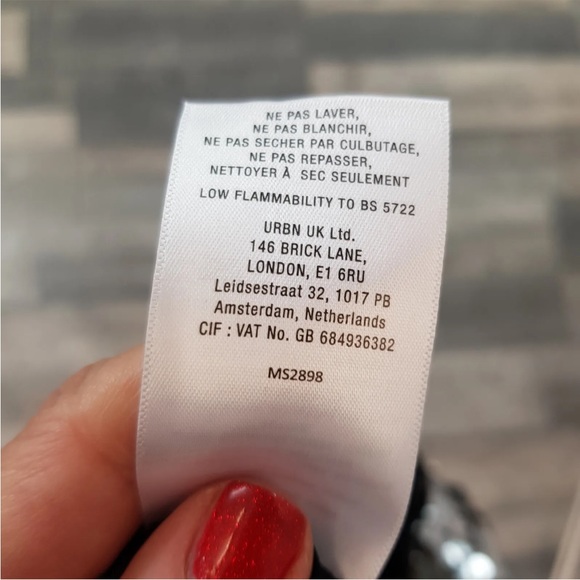 NE PAS LAVER,
NE PAS BLANCHIR,
NE PAS SECHER PAR CULBUTAGE,
NE PAS REPASSER,
NETTOYER À SEC SEULEMENT
LOW FLAMMABILITY TO BS 5722
URBN UK Ltd.
146 BRICK LANE,
LONDON, E1 6RU
Leidsestraat 32, 1017 PB
Amsterdam, Netherlands
CIF : VAT No. GB 684936382
MS2898